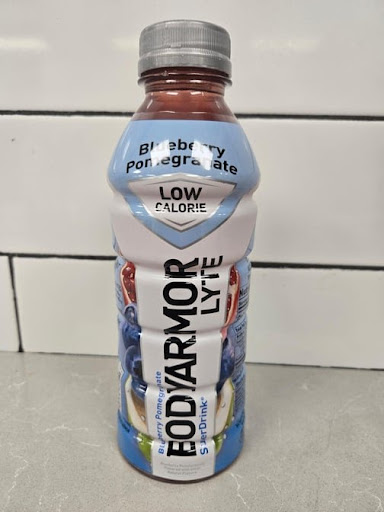 Blueberry
Pomegranate
LOW
CALORIE
BODYARMOR
LYTE
Blueberry Pomegranate
SuperDrink